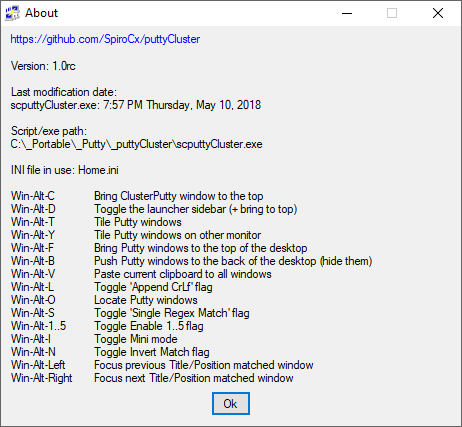 About
https://github.com/SpiroCx/puttyCluster
Version: 1.0rc
Last modification date:
scputtyCluster.exe: 7:57 PM Thursday, May 10, 2018
Script/exe path:
C:\_Portable\_Putty\_puttyCluster\scputtyCluster.exe
INI file in use: Home.ini
Win-Alt-C Bring ClusterPutty window to the top
Win-Alt-D Toggle the launcher sidebar (+ bring to top)
Win-Alt-T Tile Putty windows
Win-Alt-Y Tile Putty windows on other monitor
Win-Alt-F Bring Putty windows to the top of the desktop
Win-Alt-B Push Putty windows to the back of the desktop (hide them)
Win-Alt-V Paste current clipboard to all windows
Win-Alt-L Toggle 'Append CrLf' flag
Win-Alt-O Locate Putty windows
Win-Alt-S Toggle 'Single Regex Match' flag
Win-Alt-1..5 Toggle Enable 1..5 flag
Win-Alt-I Toggle Mini mode
Win-Alt-N Toggle Invert Match flag
Win-Alt-Left Focus previous Title/Position matched window
Win-Alt-Right Focus next Title/Position matched window
Ok